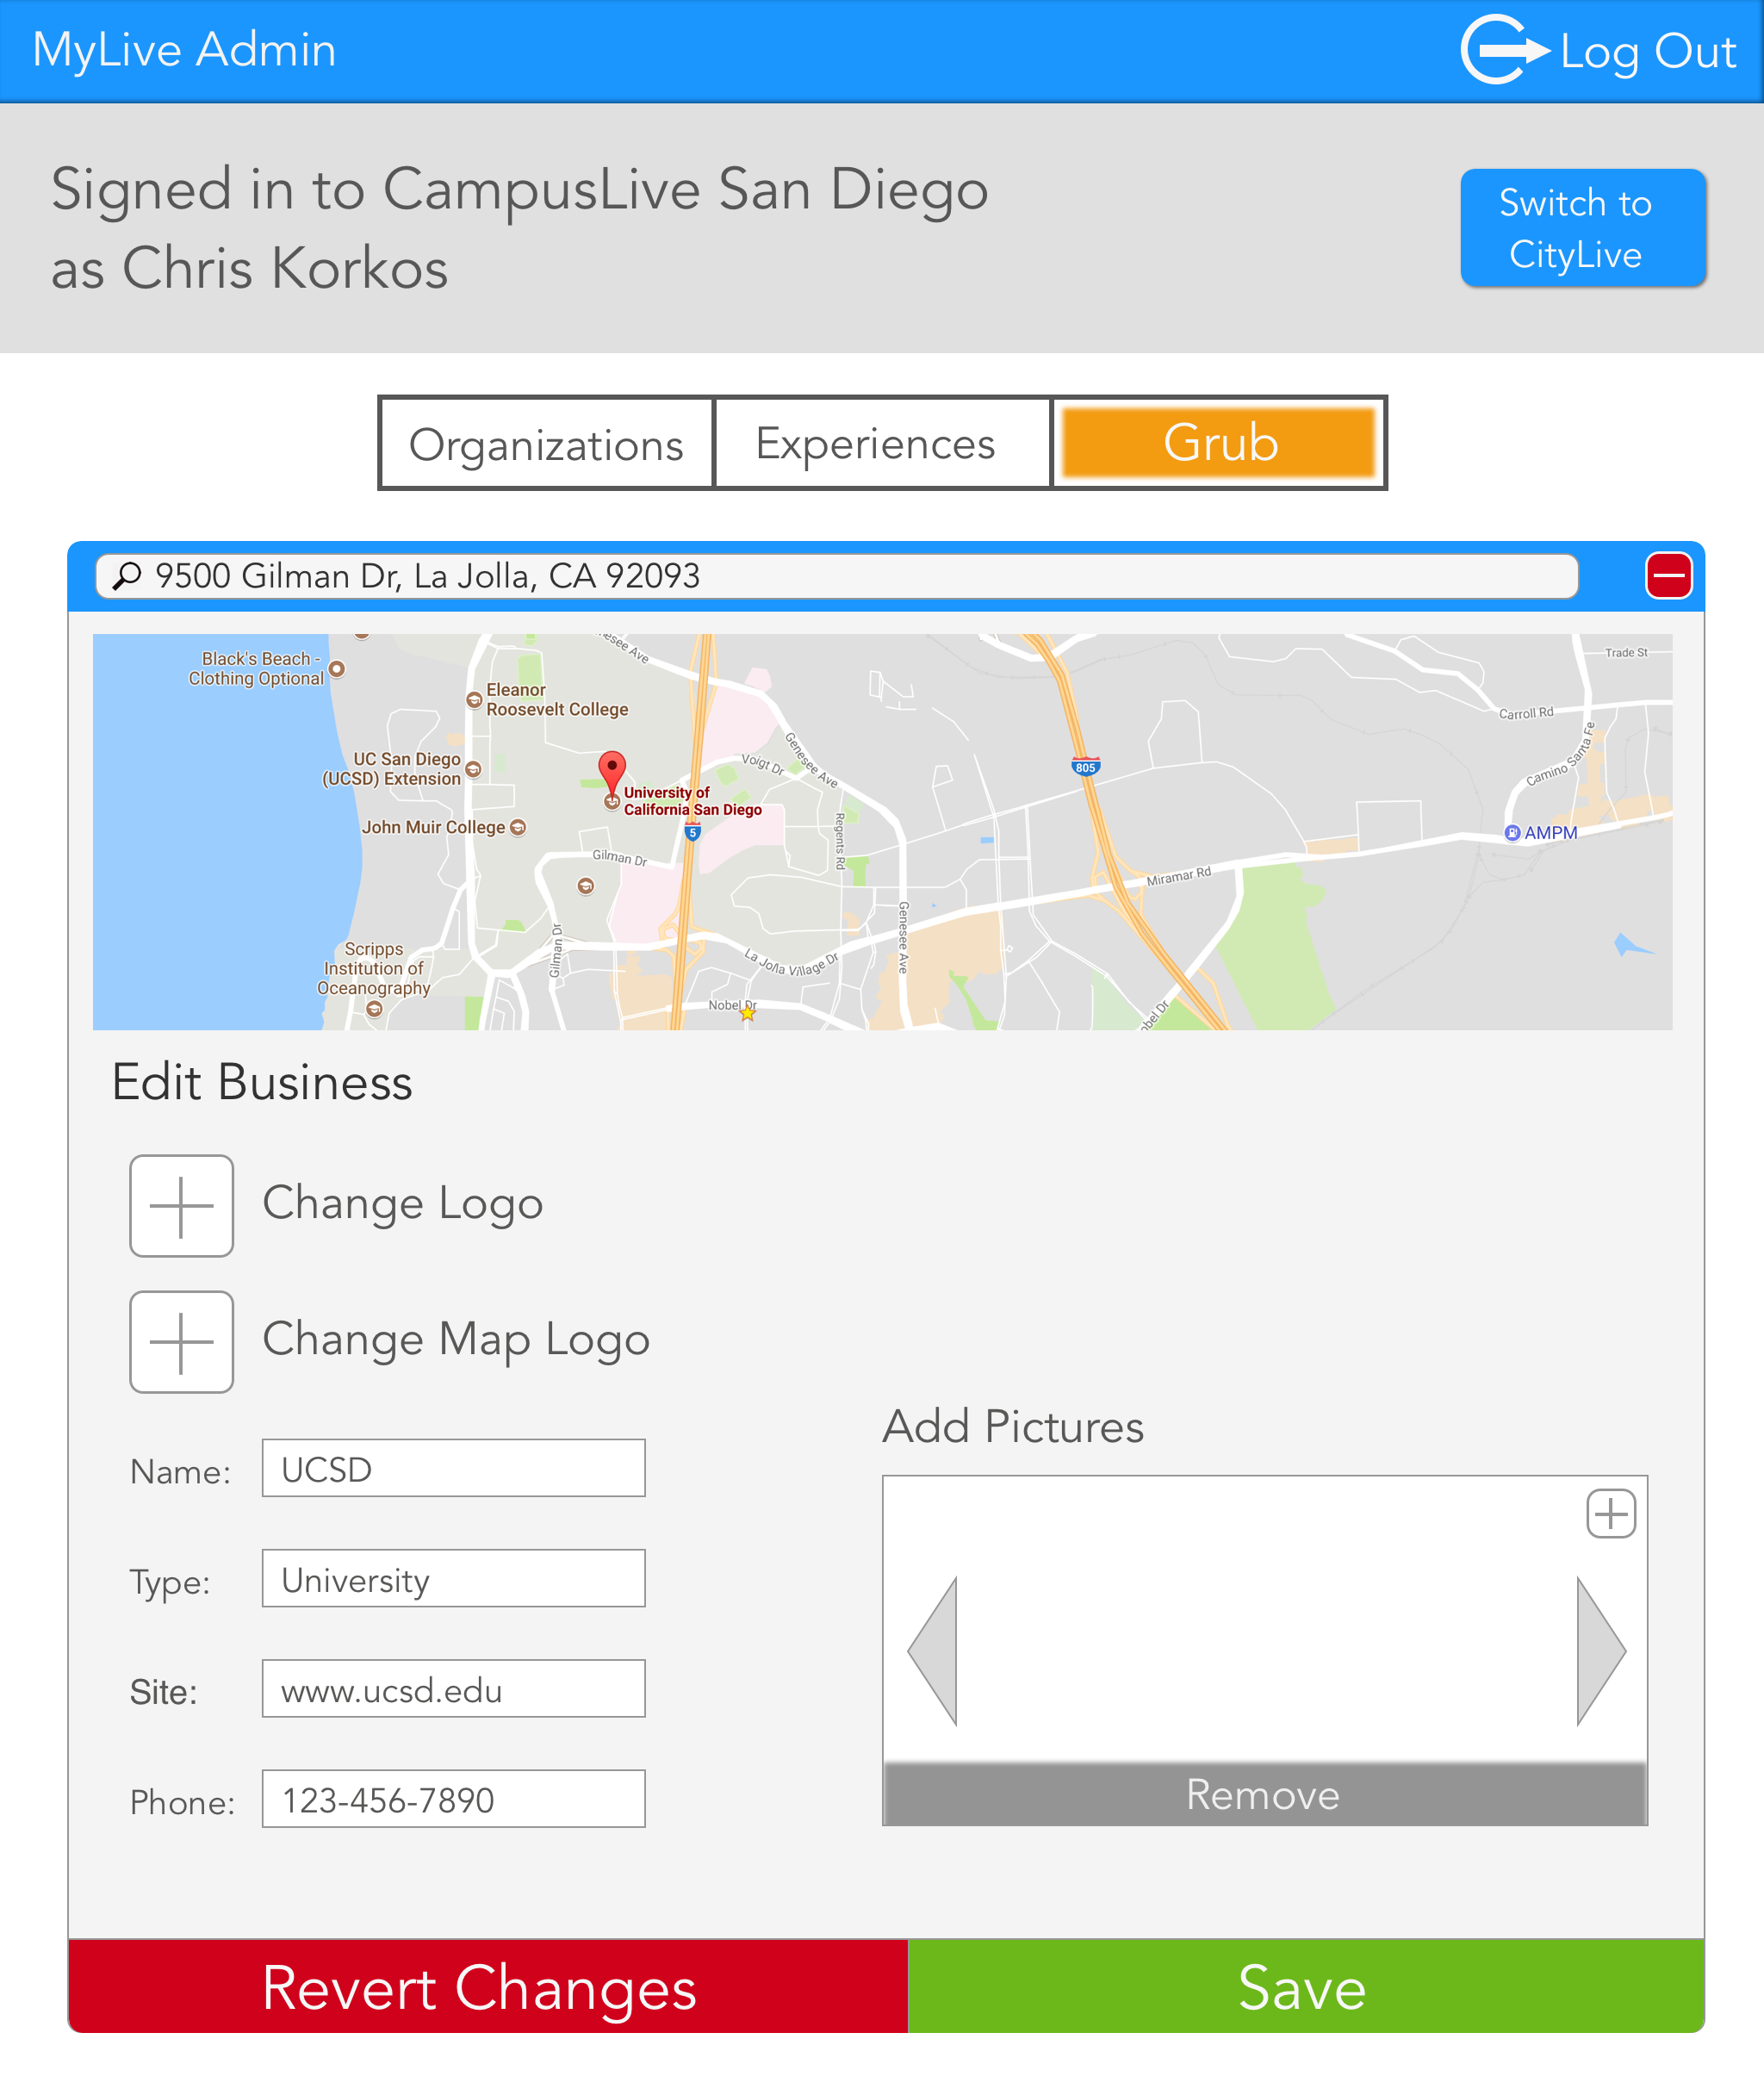 MyLive Admin
Log Out
Signed in to CampusLive San Diego
as Chris Korkos
Switch to
CityLive
Organizations
Experiences
Grub
9500 Gilman Dr, La Jolla, CA 92093
Black's Beach -
Clothing Optional
Eleanor
Roosevelt College
UC San Diego
(UCSD) Extension
University of
California San Diego
John Muir College
Scripps
Institution of
Oceanography
Gilman Dr
Gilman Dr
Voigt Dr
Genesee Ave
Regents Rd
Genesee Ave
La Jolla Village Dr
Nobel Dr
5
805
Miramar Rd
Trade St
Carroll Rd
Camino Santa Fe
AMPM
Edit Business
Change Logo
Change Map Logo
Name: UCSD
Type: University
Site: www.ucsd.edu
Phone: 123-456-7890
Add Pictures
Remove
Revert Changes
Save